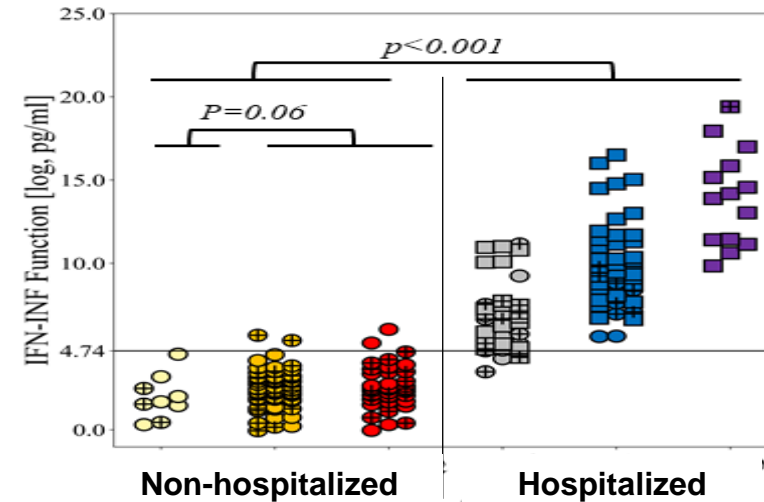 25.0
p<0.001
20.0
P=0.06
15.0
10.0
4.74
0.0
IFN-INF Function [log, pg/ml]
Non-hospitalized
Hospitalized